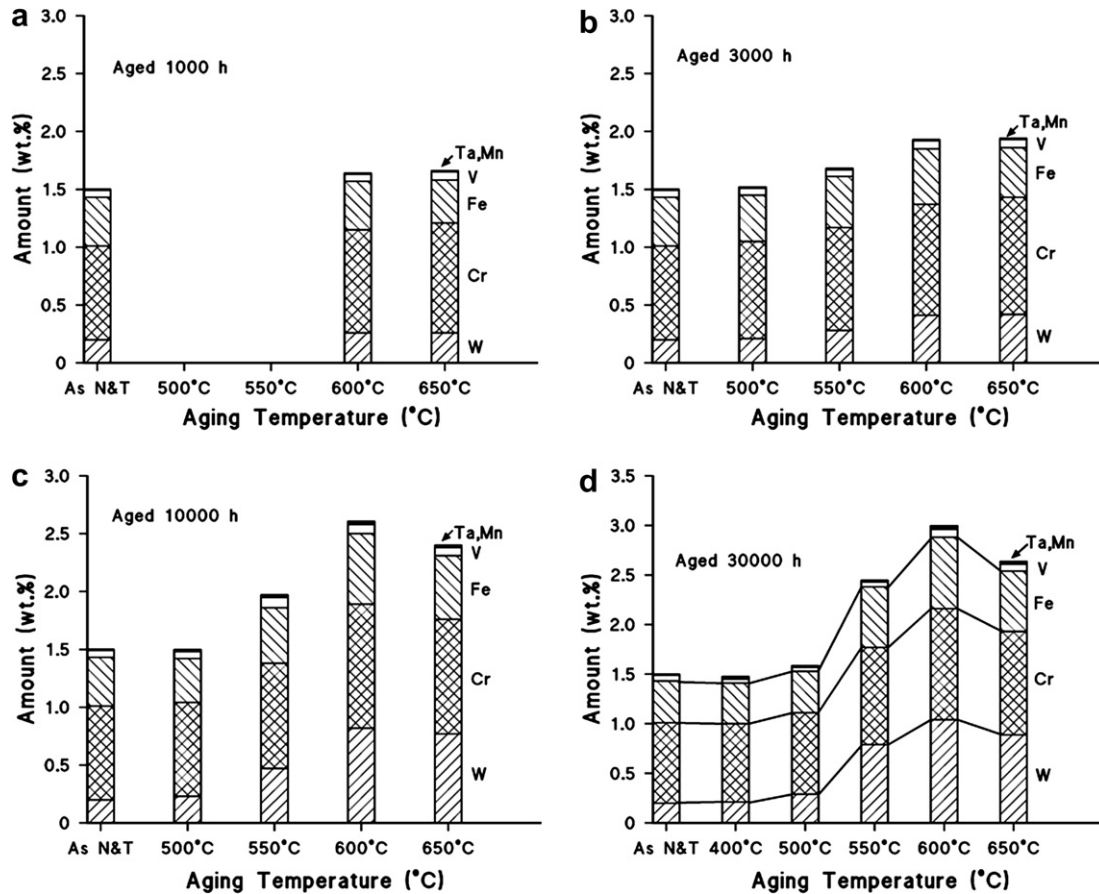 a
3.0
2.5
2.0
1.5
1.0
0.5
0
Amount (wt.%)
Aged 1000 h
Ta,Mn
V
Fe
Cr
W
As N&T 500°C 550°C 600°C 650°C
Aging Temperature (°C)
b
3.0
2.5
2.0
1.5
1.0
0.5
0
Amount (wt.%)
Aged 3000 h
Ta,Mn
V
Fe
Cr
W
As N&T 500°C 550°C 600°C 650°C
Aging Temperature (°C)
c
3.0
2.5
2.0
1.5
1.0
0.5
0
Amount (wt.%)
Aged 10000 h
Ta,Mn
V
Fe
Cr
W
As N&T 500°C 550°C 600°C 650°C
Aging Temperature (°C)
d
3.5
3.0
2.5
2.0
1.5
1.0
0.5
0
Amount (wt.%)
Aged 30000 h
Ta,Mn
V
Fe
Cr
W
As N&T 400°C 500°C 550°C 600°C 650°C
Aging Temperature (°C)